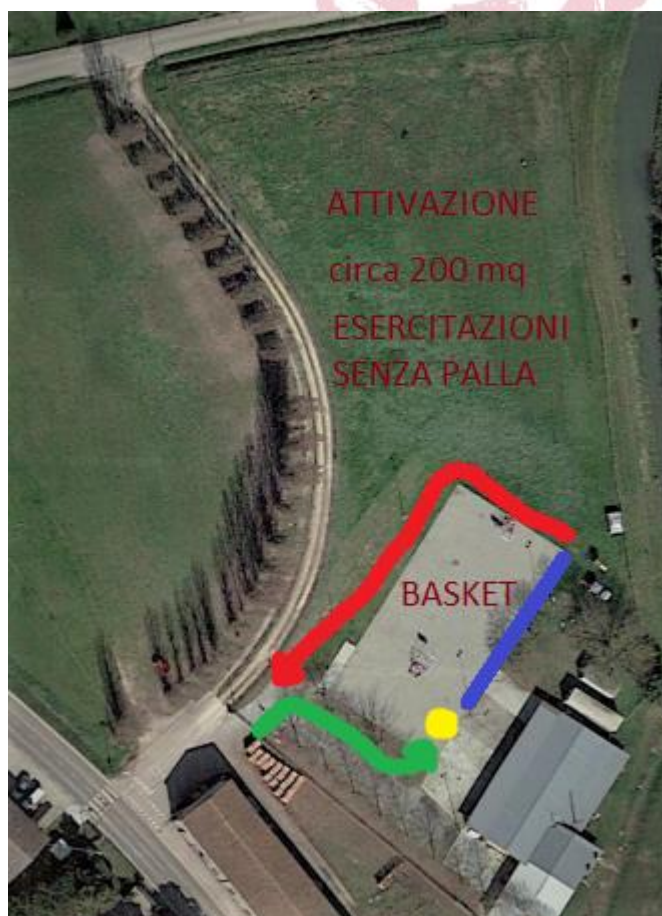 ATTIVAZIONE
circa 200 mq
ESERCITAZIONI
SENZA PALLA
BASKET